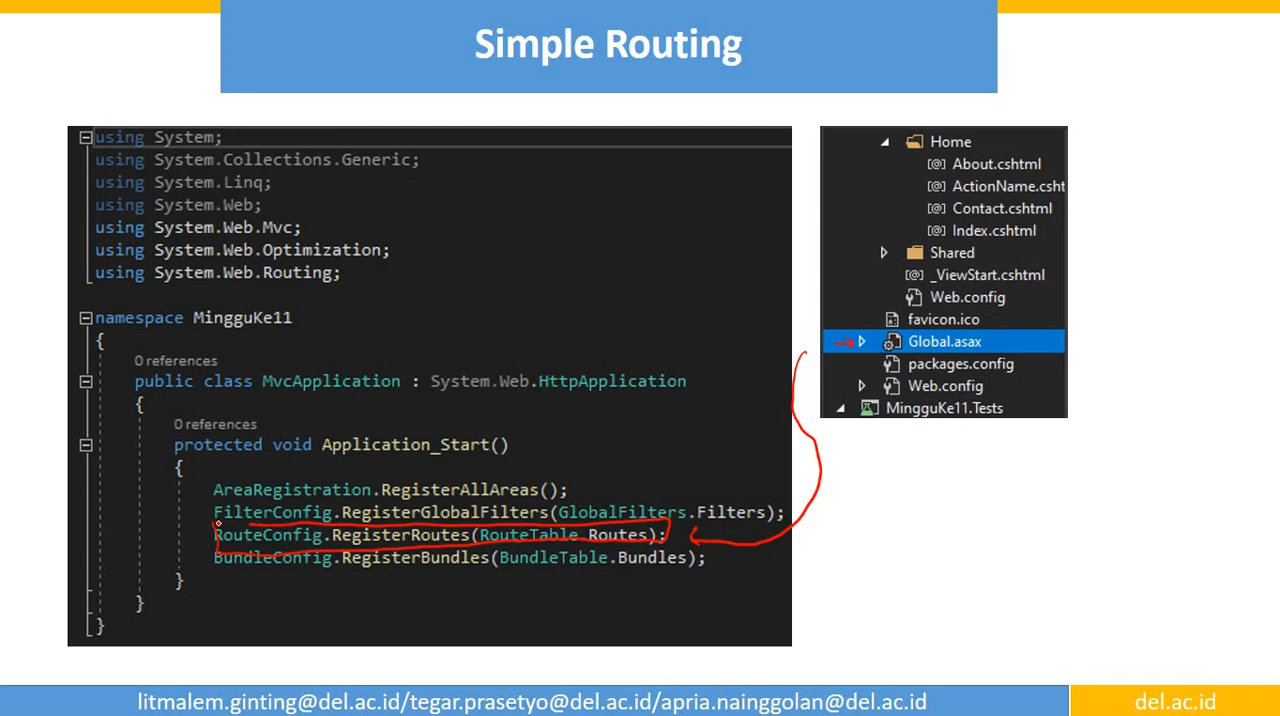 Simple Routing
using System;
using System.Collections.Generic;
using System.Linq;
using System.Web;
using System.Web.Mvc;
using System.Web.Optimization;
using System.Web.Routing;
namespace MingguKe11
{
0 references
public class MvcApplication : System.Web.HttpApplication
{
0 references
protected void Application_Start()
{
AreaRegistration.RegisterAllAreas();
FilterConfig.RegisterGlobalFilters(GlobalFilters.Filters);
RouteConfig.RegisterRoutes(RouteTable.Routes);
BundleConfig.RegisterBundles(BundleTable.Bundles);
}
}
}
Home
[@] About.cshtml
[@] ActionName.csht
[@] Contact.cshtml
[@] Index.cshtml
Shared
[@] _ViewStart.cshtml
Web.config
favicon.ico
Global.asax
packages.config
Web.config
MingguKe11.Tests
litmalem.ginting@del.ac.id/tegar.prasetyo@del.ac.id/apria.nainggolan@del.ac.id
del.ac.id